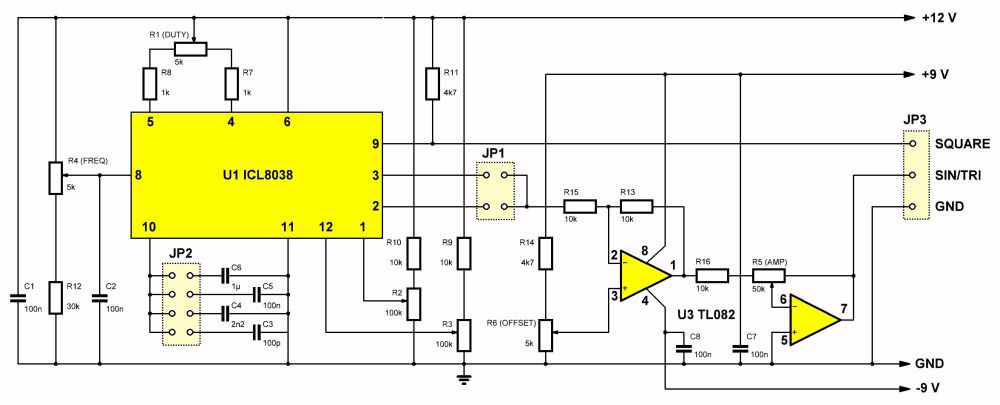 +12 V
R1 (DUTY)
5k
R8
1k
R7
1k
R11
4k7
+9 V
5
4
6
JP3
9
SQUARE
JP1
R4 (FREQ)
5k
8
U1 ICL8038
3
SIN/TRI
2
R15
10k
R13
10k
GND
10
11
12
1
JP2
R10
10k
R9
10k
R14
4k7
2
8
1
3
4
R16
10k
R5 (AMP)
50k
C6
1µ
C5
100n
C4
2n2
C3
100p
C1
100n
R12
30k
C2
100n
R2
100k
R3
100k
R6 (OFFSET)
5k
U3 TL082
6
7
5
C8
100n
C7
100n
GND
-9 V